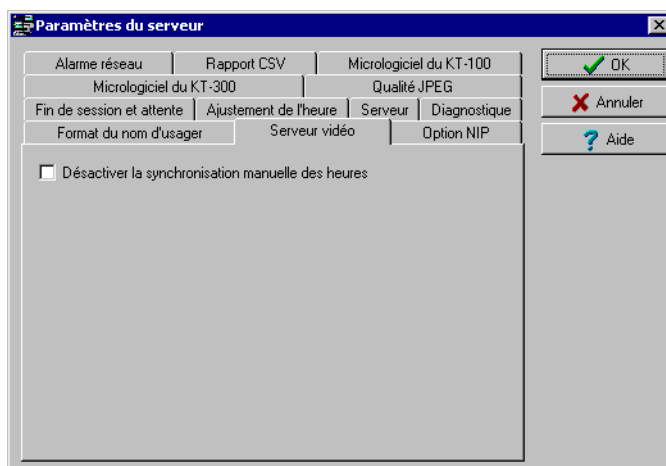 Paramètres du serveur
Alarme réseau Rapport CSV Micrologiciel du KT-100
Micrologiciel du KT-300 Qualité JPEG
Fin de session et attente Ajustement de l'heure Serveur Diagnostique
Format du nom d'usager Serveur vidéo Option NIP
Désactiver la synchronisation manuelle des heures
OK
Annuler
Aide